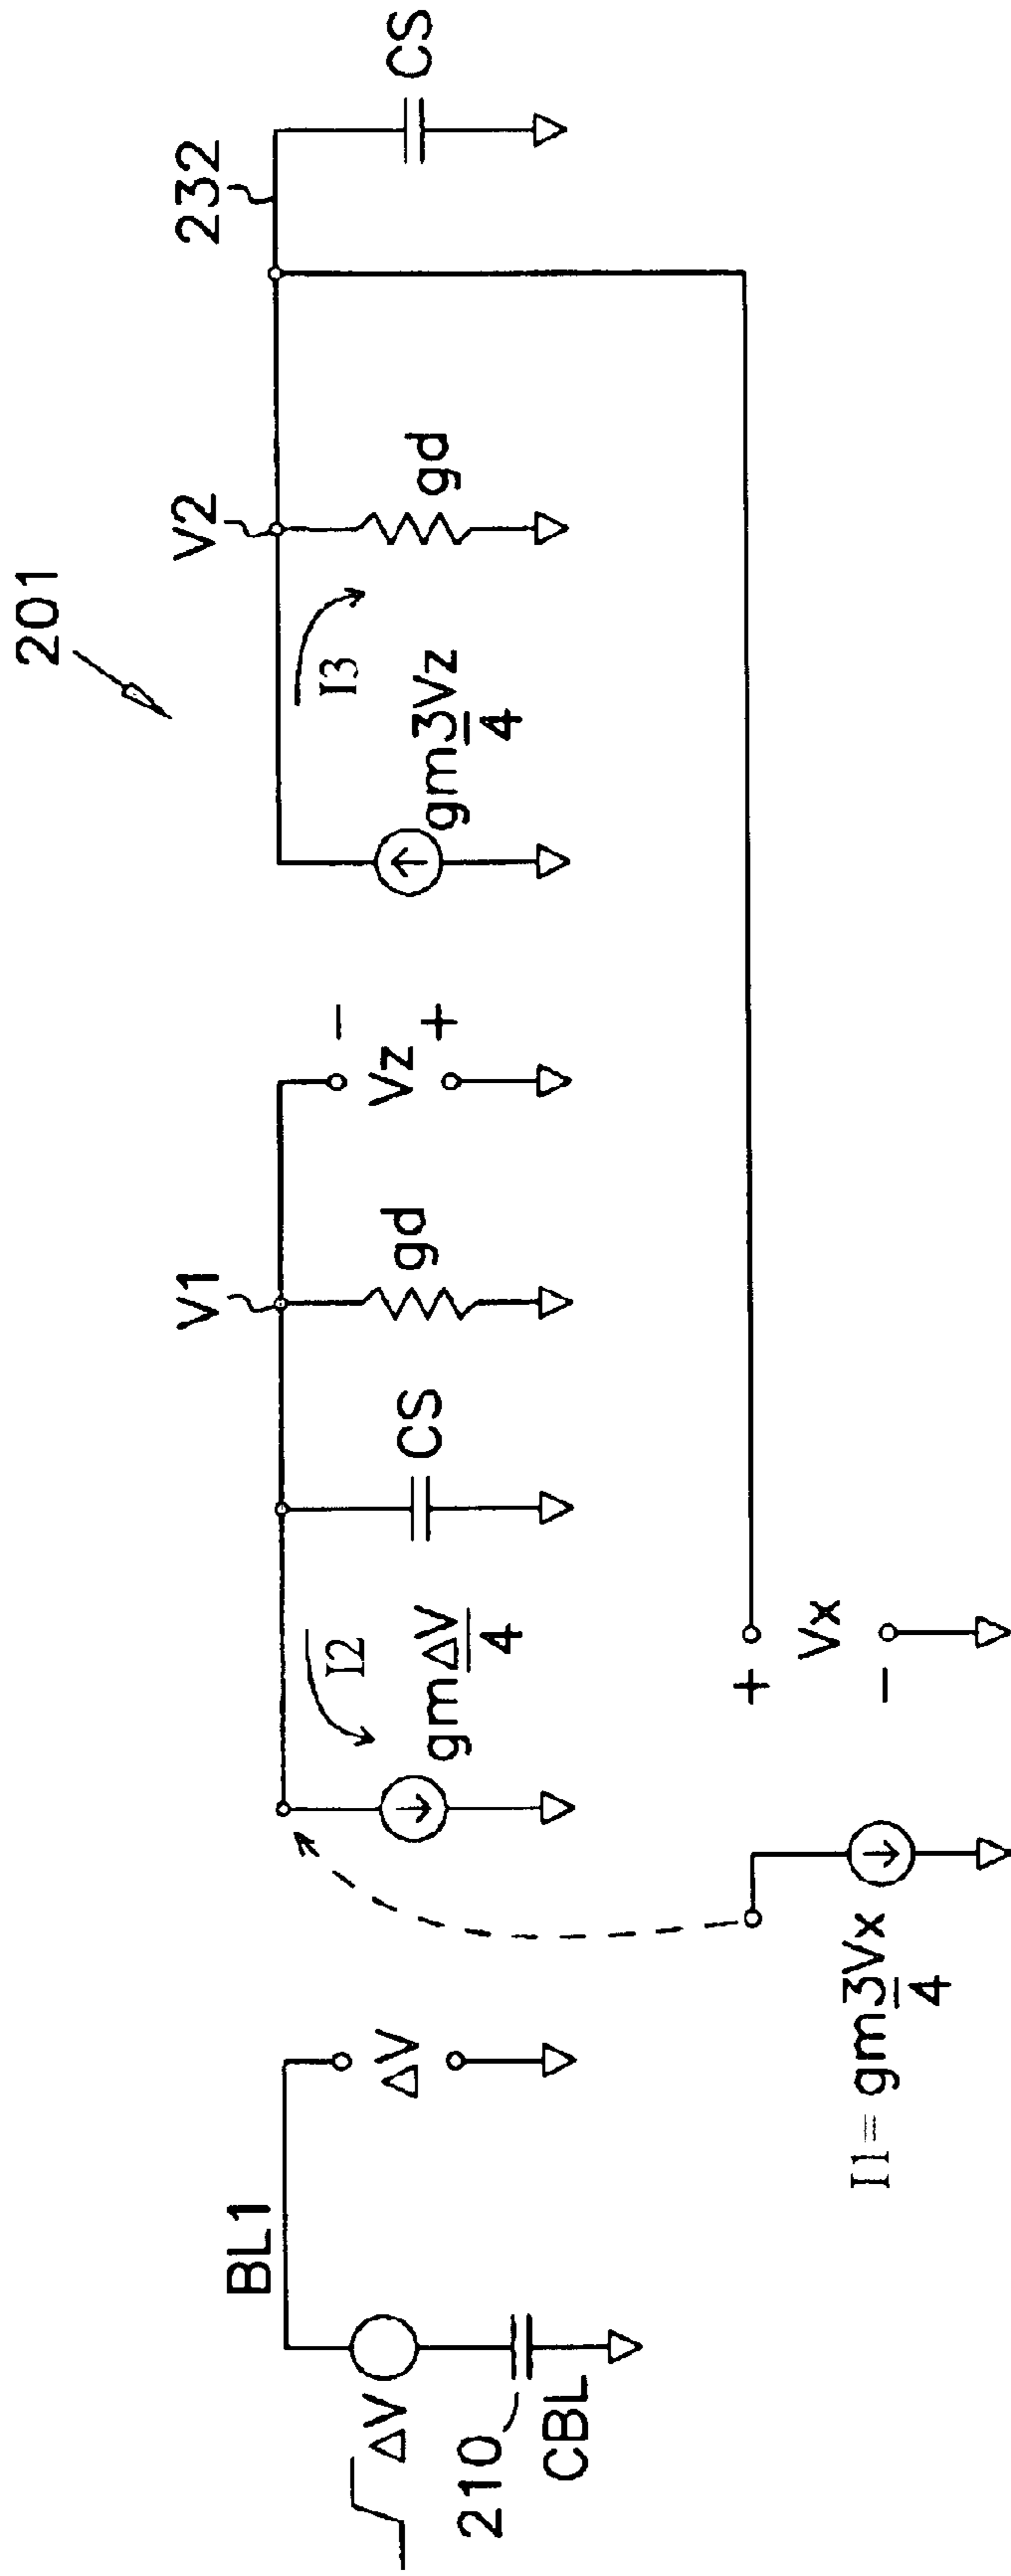 201
V1
V2
232
BL1
ΔV
ΔV
210
CBL
I2
gmΔV
4
CS
gd
Vz
-
+
I3
gm3Vz
4
gd
CS
I1= gm3Vx
4
+
Vx
-